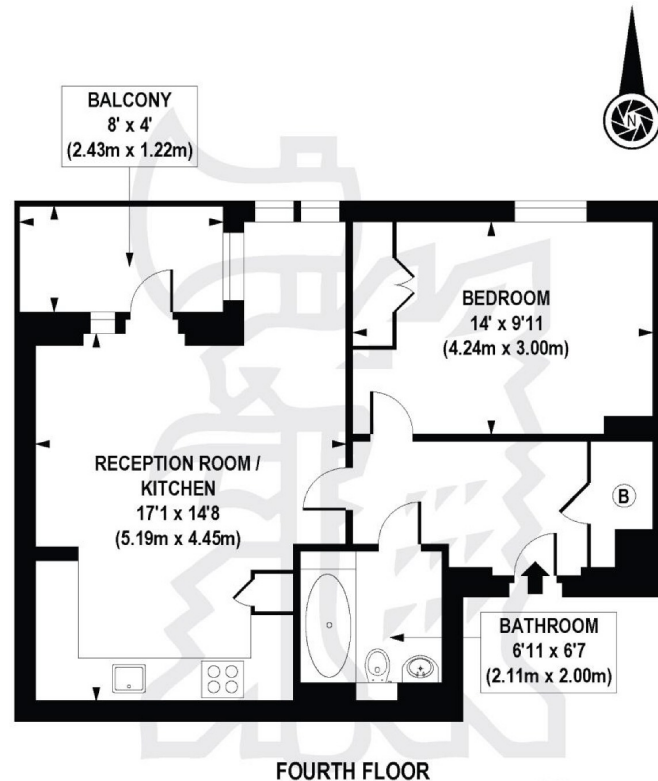 BALCONY
8' x 4'
(2.43m x 1.22m)
N
BEDROOM
14' x 9'11
(4.24m x 3.00m)
RECEPTION ROOM /
KITCHEN
17'1 x 14'8
(5.19m x 4.45m)
B
BATHROOM
6'11 x 6'7
(2.11m x 2.00m)
FOURTH FLOOR